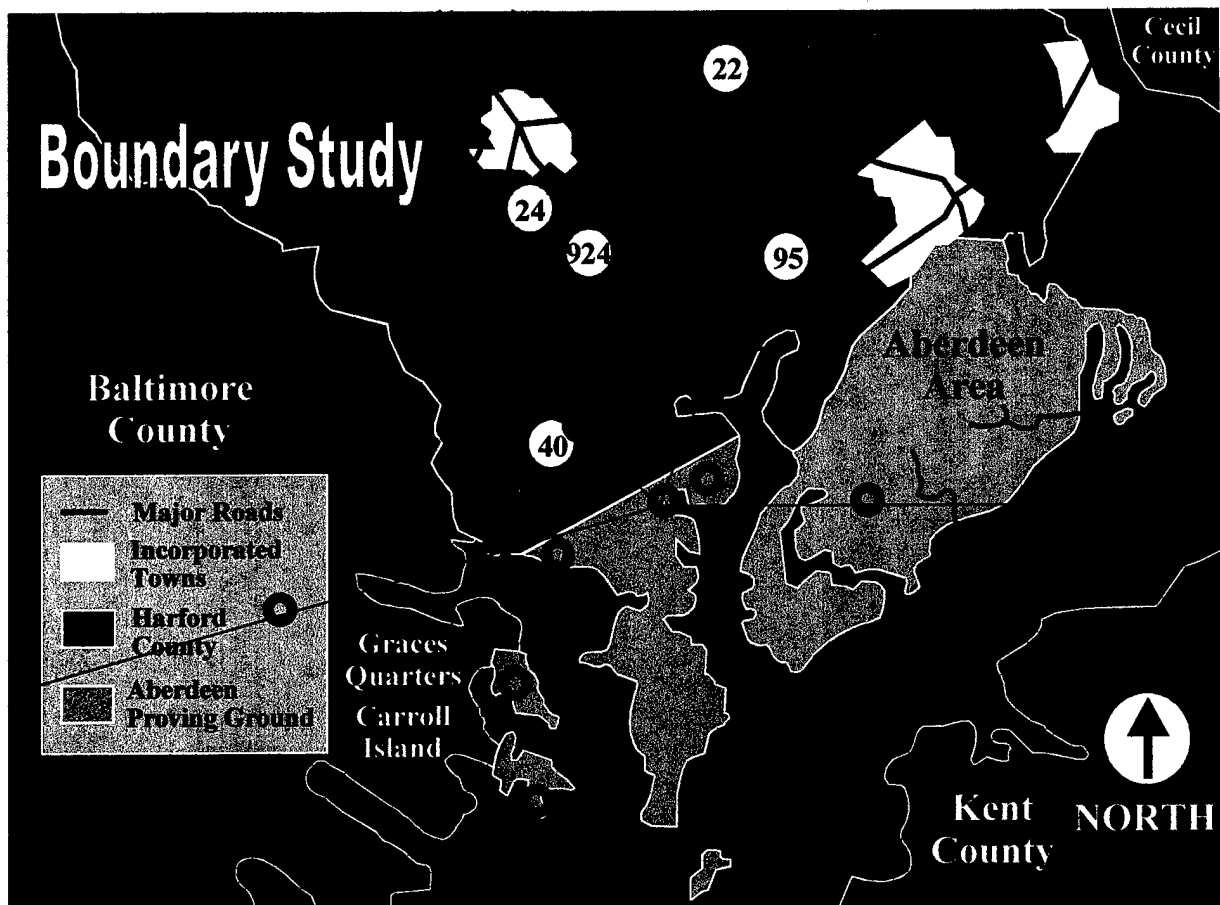 Cecil
County
22
Boundary Study
24
924
95
Aberdeen
Area
Baltimore
County
40
Major Roads
Incorporated
Towns
Harford
County
Aberdeen
Proving Ground
Graces
Quarters
Carroll
Island
Kent
County
NORTH